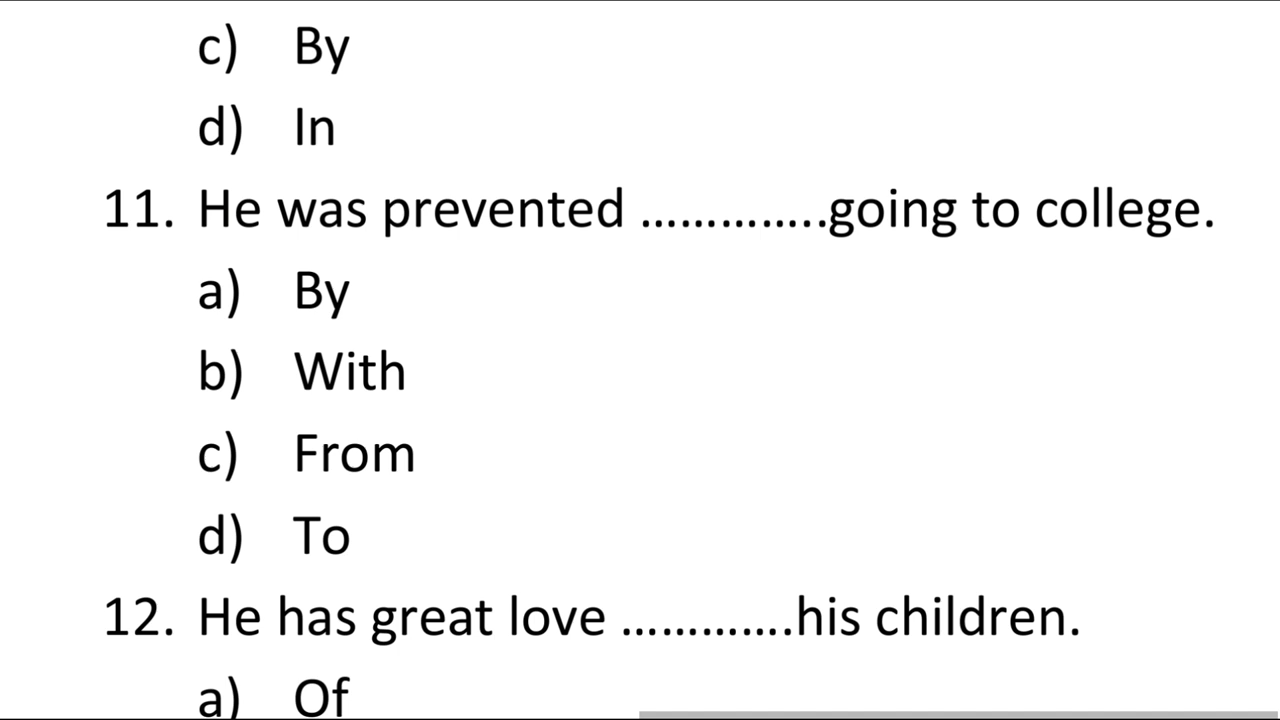 c) By
d) In
11. He was prevented ..............going to college.
a) By
b) With
c) From
d) To
12. He has great love .............his children.
a) Of